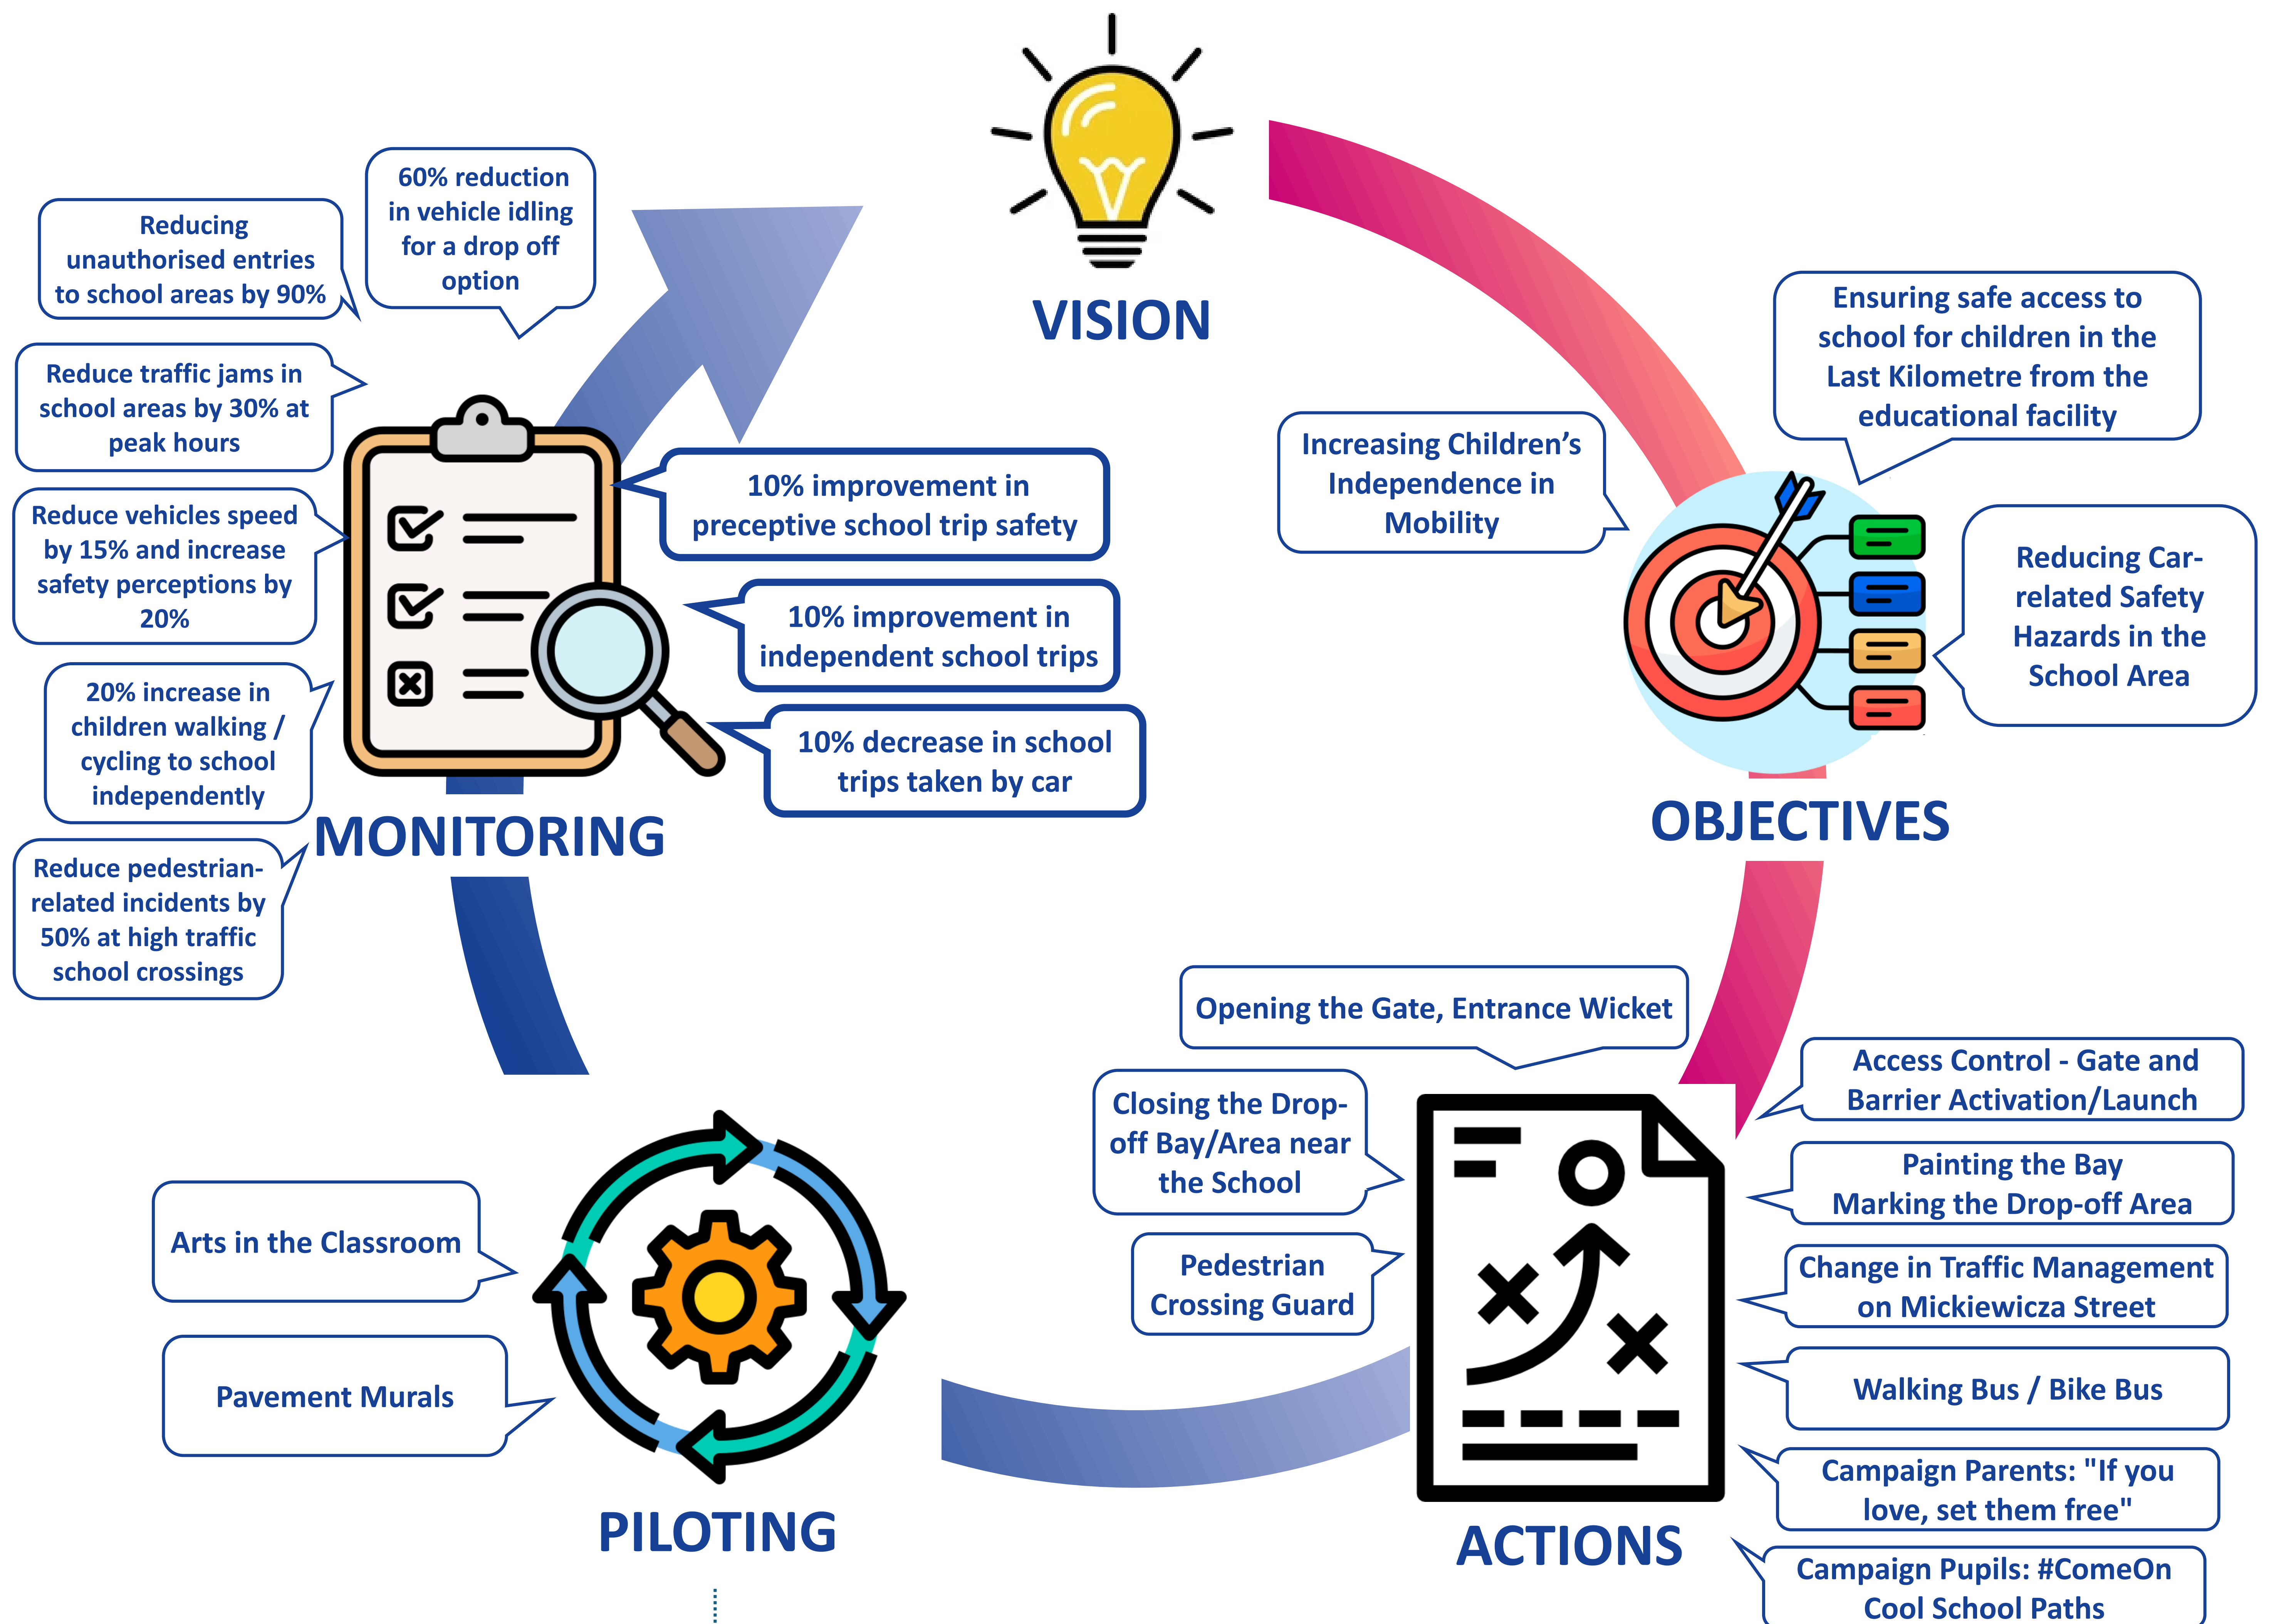 VISION
60% reduction
in vehicle idling
for a drop off
option
Reducing
unauthorised entries
to school areas by 90%
Reduce traffic jams in
school areas by 30% at
peak hours
Reduce vehicles speed
by 15% and increase
safety perceptions by
20%
20% increase in
children walking /
cycling to school
independently
Reduce pedestrian-
related incidents by
50% at high traffic
school crossings
10% improvement in
preceptive school trip safety
10% improvement in
independent school trips
10% decrease in school
trips taken by car
MONITORING
Ensuring safe access to
school for children in the
Last Kilometre from the
educational facility
Increasing Children’s
Independence in
Mobility
Reducing Car-
related Safety
Hazards in the
School Area
OBJECTIVES
Opening the Gate, Entrance Wicket
Closing the Drop-
off Bay/Area near
the School
Pedestrian
Crossing Guard
Access Control - Gate and
Barrier Activation/Launch
Painting the Bay
Marking the Drop-off Area
Change in Traffic Management
on Mickiewicza Street
Walking Bus / Bike Bus
Campaign Parents: "If you
love, set them free"
Campaign Pupils: #ComeOn
Cool School Paths
ACTIONS
Arts in the Classroom
Pavement Murals
PILOTING